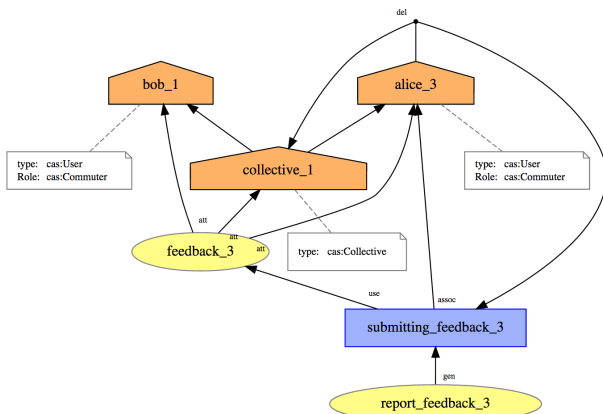 del
bob_1
alice_3
type: cas:User
Role: cas:Commuter
collective_1
type: cas:User
Role: cas:Commuter
att
att
att
feedback_3
type: cas:Collective
use
assoc
submitting_feedback_3
gen
report_feedback_3